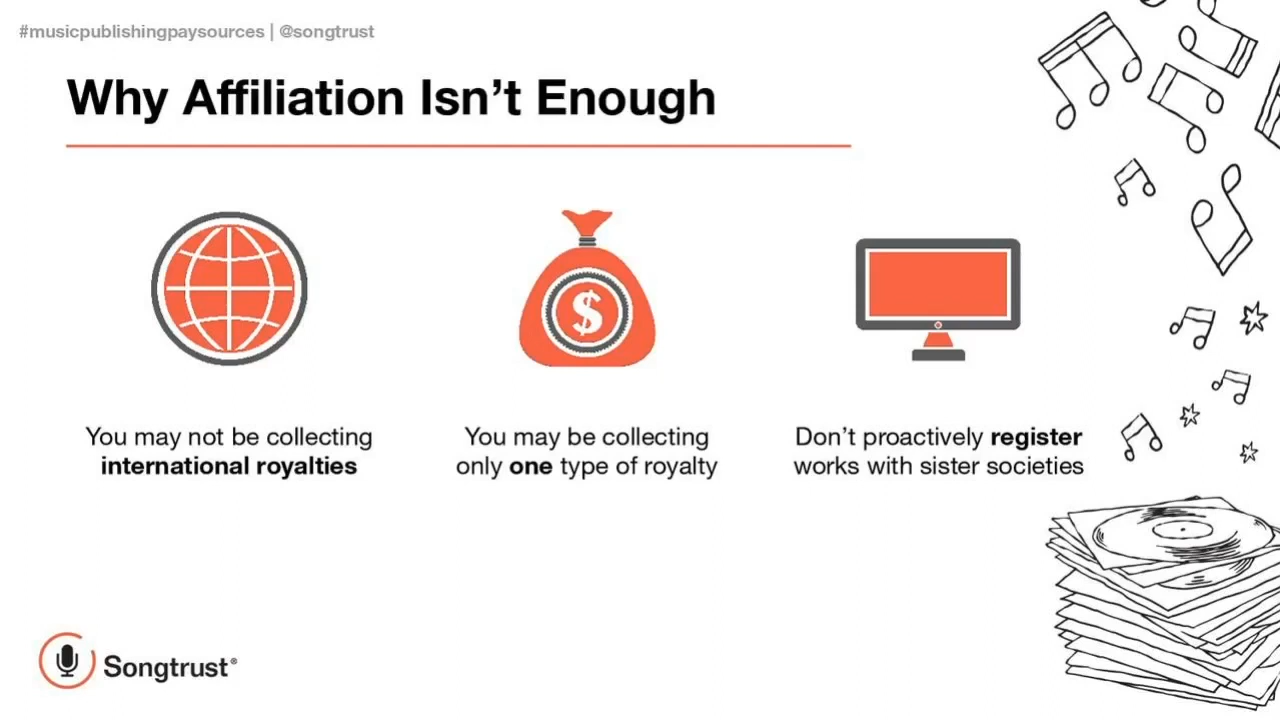 #musicpublishingpaysources | @songtrust
Why Affiliation Isn't Enough
$
You may not be collecting
international royalties
You may be collecting
only one type of royalty
Don't proactively register
works with sister societies
Songtrust®